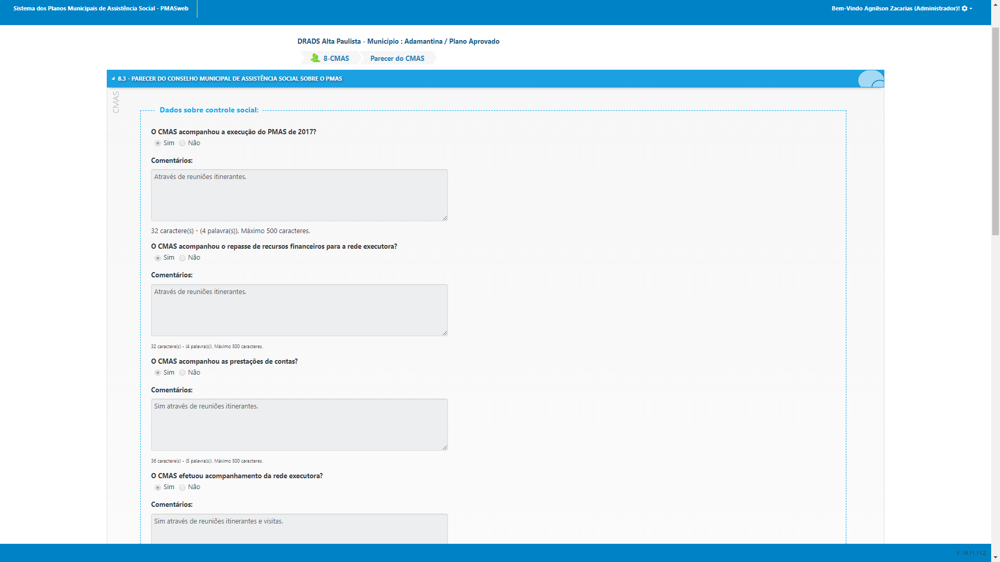 Sistema dos Planos Municipais de Assistência Social - PMASweb
Bem-Vindo Agnilson Zacarias (Administrador)!
DRADS Alta Paulista - Município : Adamantina / Plano Aprovado
8-CMAS Parecer do CMAS
8.3 - PARECER DO CONSELHO MUNICIPAL DE ASSISTÊNCIA SOCIAL SOBRE O PMAS
CMAS
Dados sobre controle social:
O CMAS acompanhou a execução do PMAS de 2017?
Sim Não
Comentários:
Através de reuniões itinerantes.
32 caractere(s) - (4 palavra(s)). Máximo 500 caracteres.
O CMAS acompanhou o repasse de recursos financeiros para a rede executora?
Sim Não
Comentários:
Através de reuniões itinerantes.
32 caractere(s) - (4 palavra(s)). Máximo 500 caracteres.
O CMAS acompanhou as prestações de contas?
Sim Não
Comentários:
Sim através de reuniões itinerantes.
36 caractere(s) - (5 palavra(s)). Máximo 500 caracteres.
O CMAS efetuou acompanhamento da rede executora?
Sim Não
Comentários:
Sim através de reuniões itinerantes e visitas.
V. 19.11.11.2